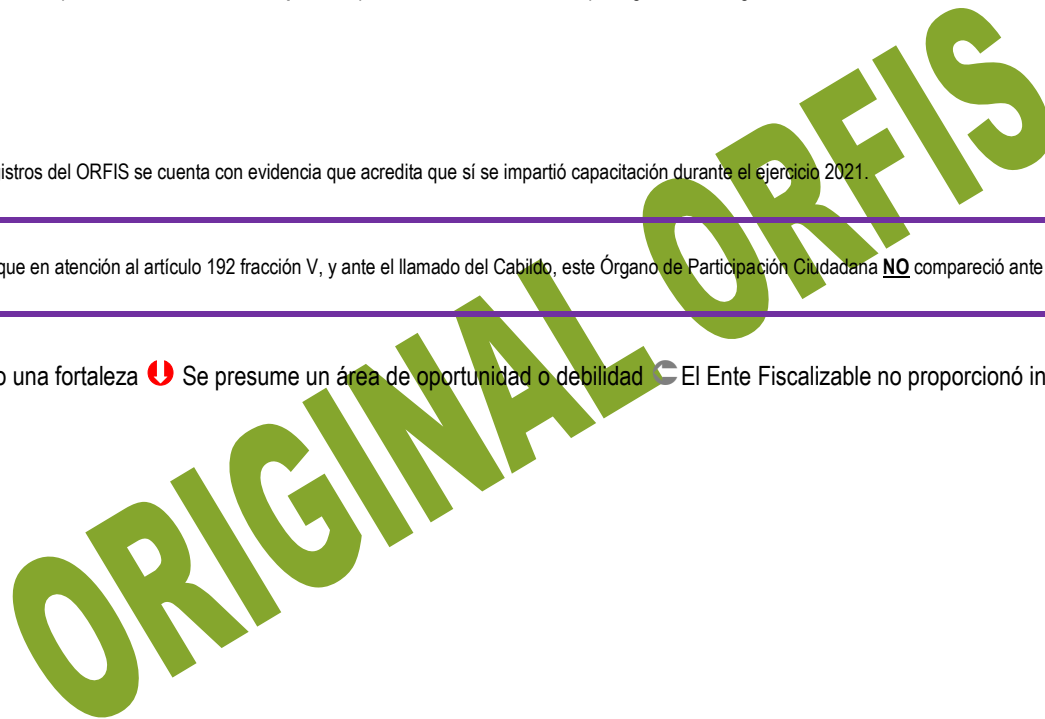 istros del ORFIS se cuenta con evidencia que acredita que sí se impartió capacitación durante el ejercicio 2021.
que en atención al artículo 192 fracción V, y ante el llamado del Cabildo, este Órgano de Participación Ciudadana NO compareció ante
o una fortaleza Se presume un área de oportunidad o debilidad El Ente Fiscalizable no proporcionó in
ORIGINAL ORFIS